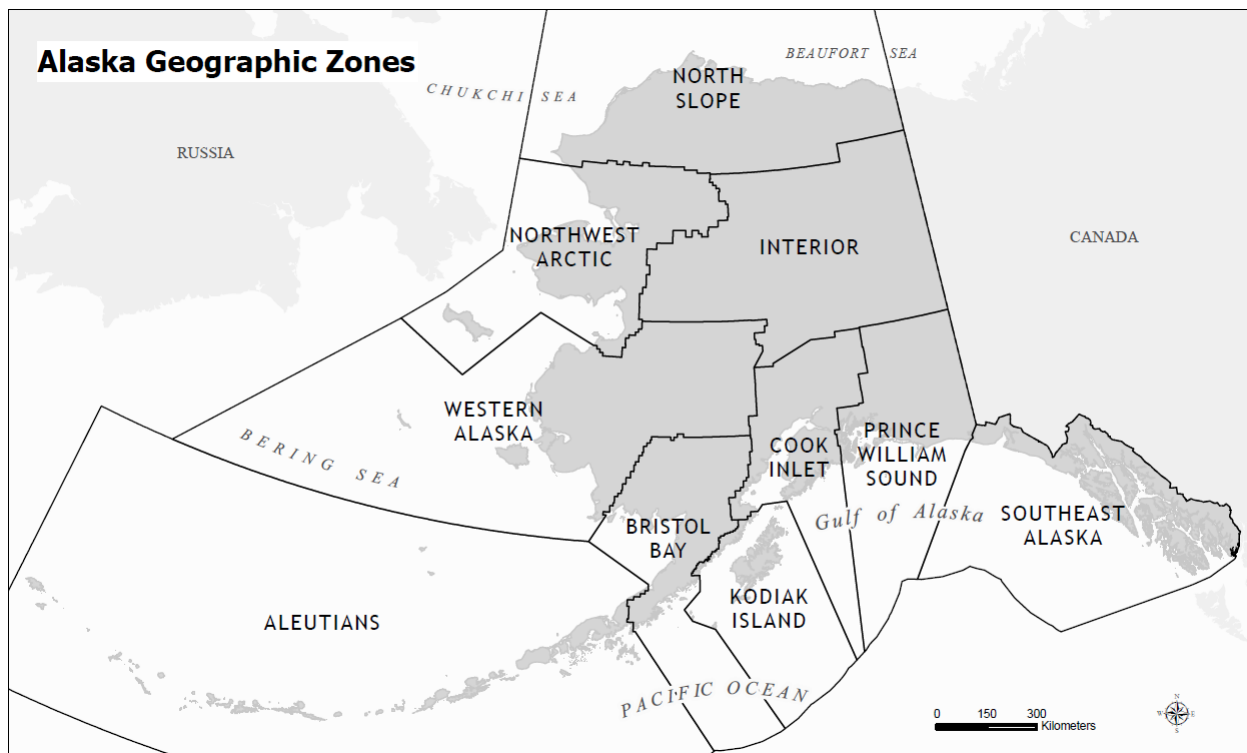 Alaska Geographic Zones
BEAUFORT SEA
NORTH
SLOPE
CHUKCHI SEA
RUSSIA
NORTHWEST
ARCTIC
INTERIOR
CANADA
WESTERN
ALASKA
BERING SEA
COOK
INLET
PRINCE
WILLIAM
SOUND
BRISTOL
BAY
Gulf of Alaska
SOUTHEAST
ALASKA
KODIAK
ISLAND
ALEUTIANS
PACIFIC OCEAN
0 150 300
Kilometers
N
W E
S